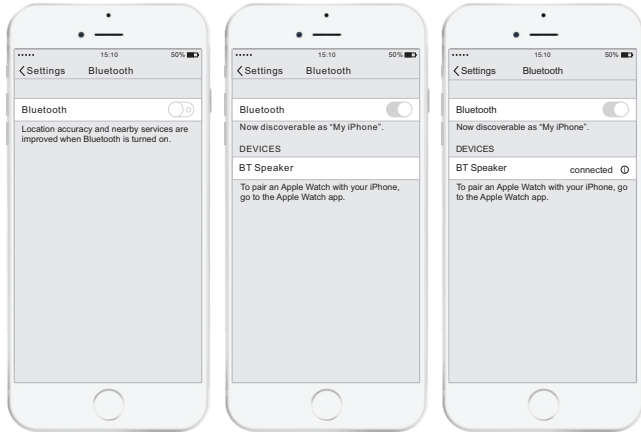 15:10
50%
Settings
Bluetooth
Bluetooth
Location accuracy and nearby services are
improved when Bluetooth is turned on.
15:10
50%
Settings
Bluetooth
Bluetooth
Now discoverable as “My iPhone”.
DEVICES
BT Speaker
To pair an Apple Watch with your iPhone,
go to the Apple Watch app.
15:10
50%
Settings
Bluetooth
Bluetooth
Now discoverable as “My iPhone”.
DEVICES
BT Speaker
connected
To pair an Apple Watch with your iPhone, go
to the Apple Watch app.